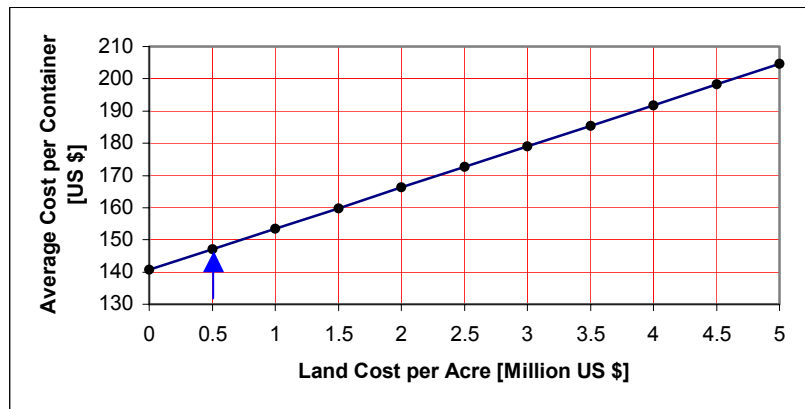 Average Cost per Container
[US $]
210
200
190
180
170
160
150
140
130
0 0.5 1 1.5 2 2.5 3 3.5 4 4.5 5
Land Cost per Acre [Million US $]